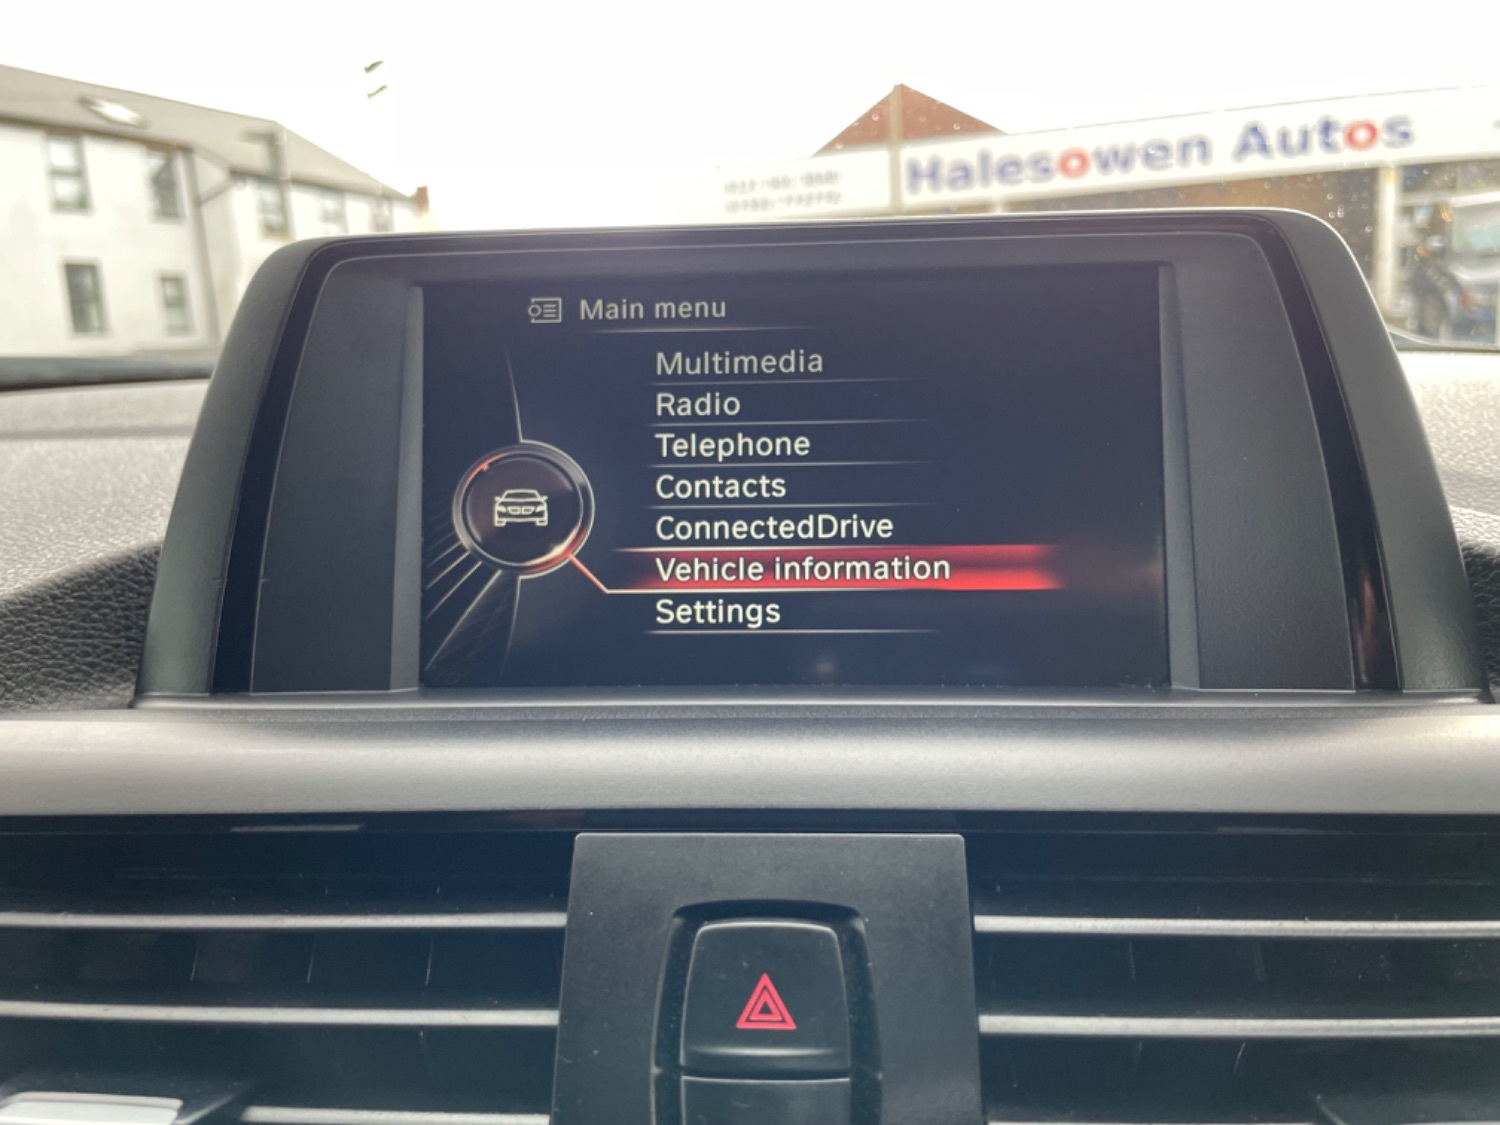 Halesowen Autos
Main menu
Multimedia
Radio
Telephone
Contacts
ConnectedDrive
Vehicle information
Settings